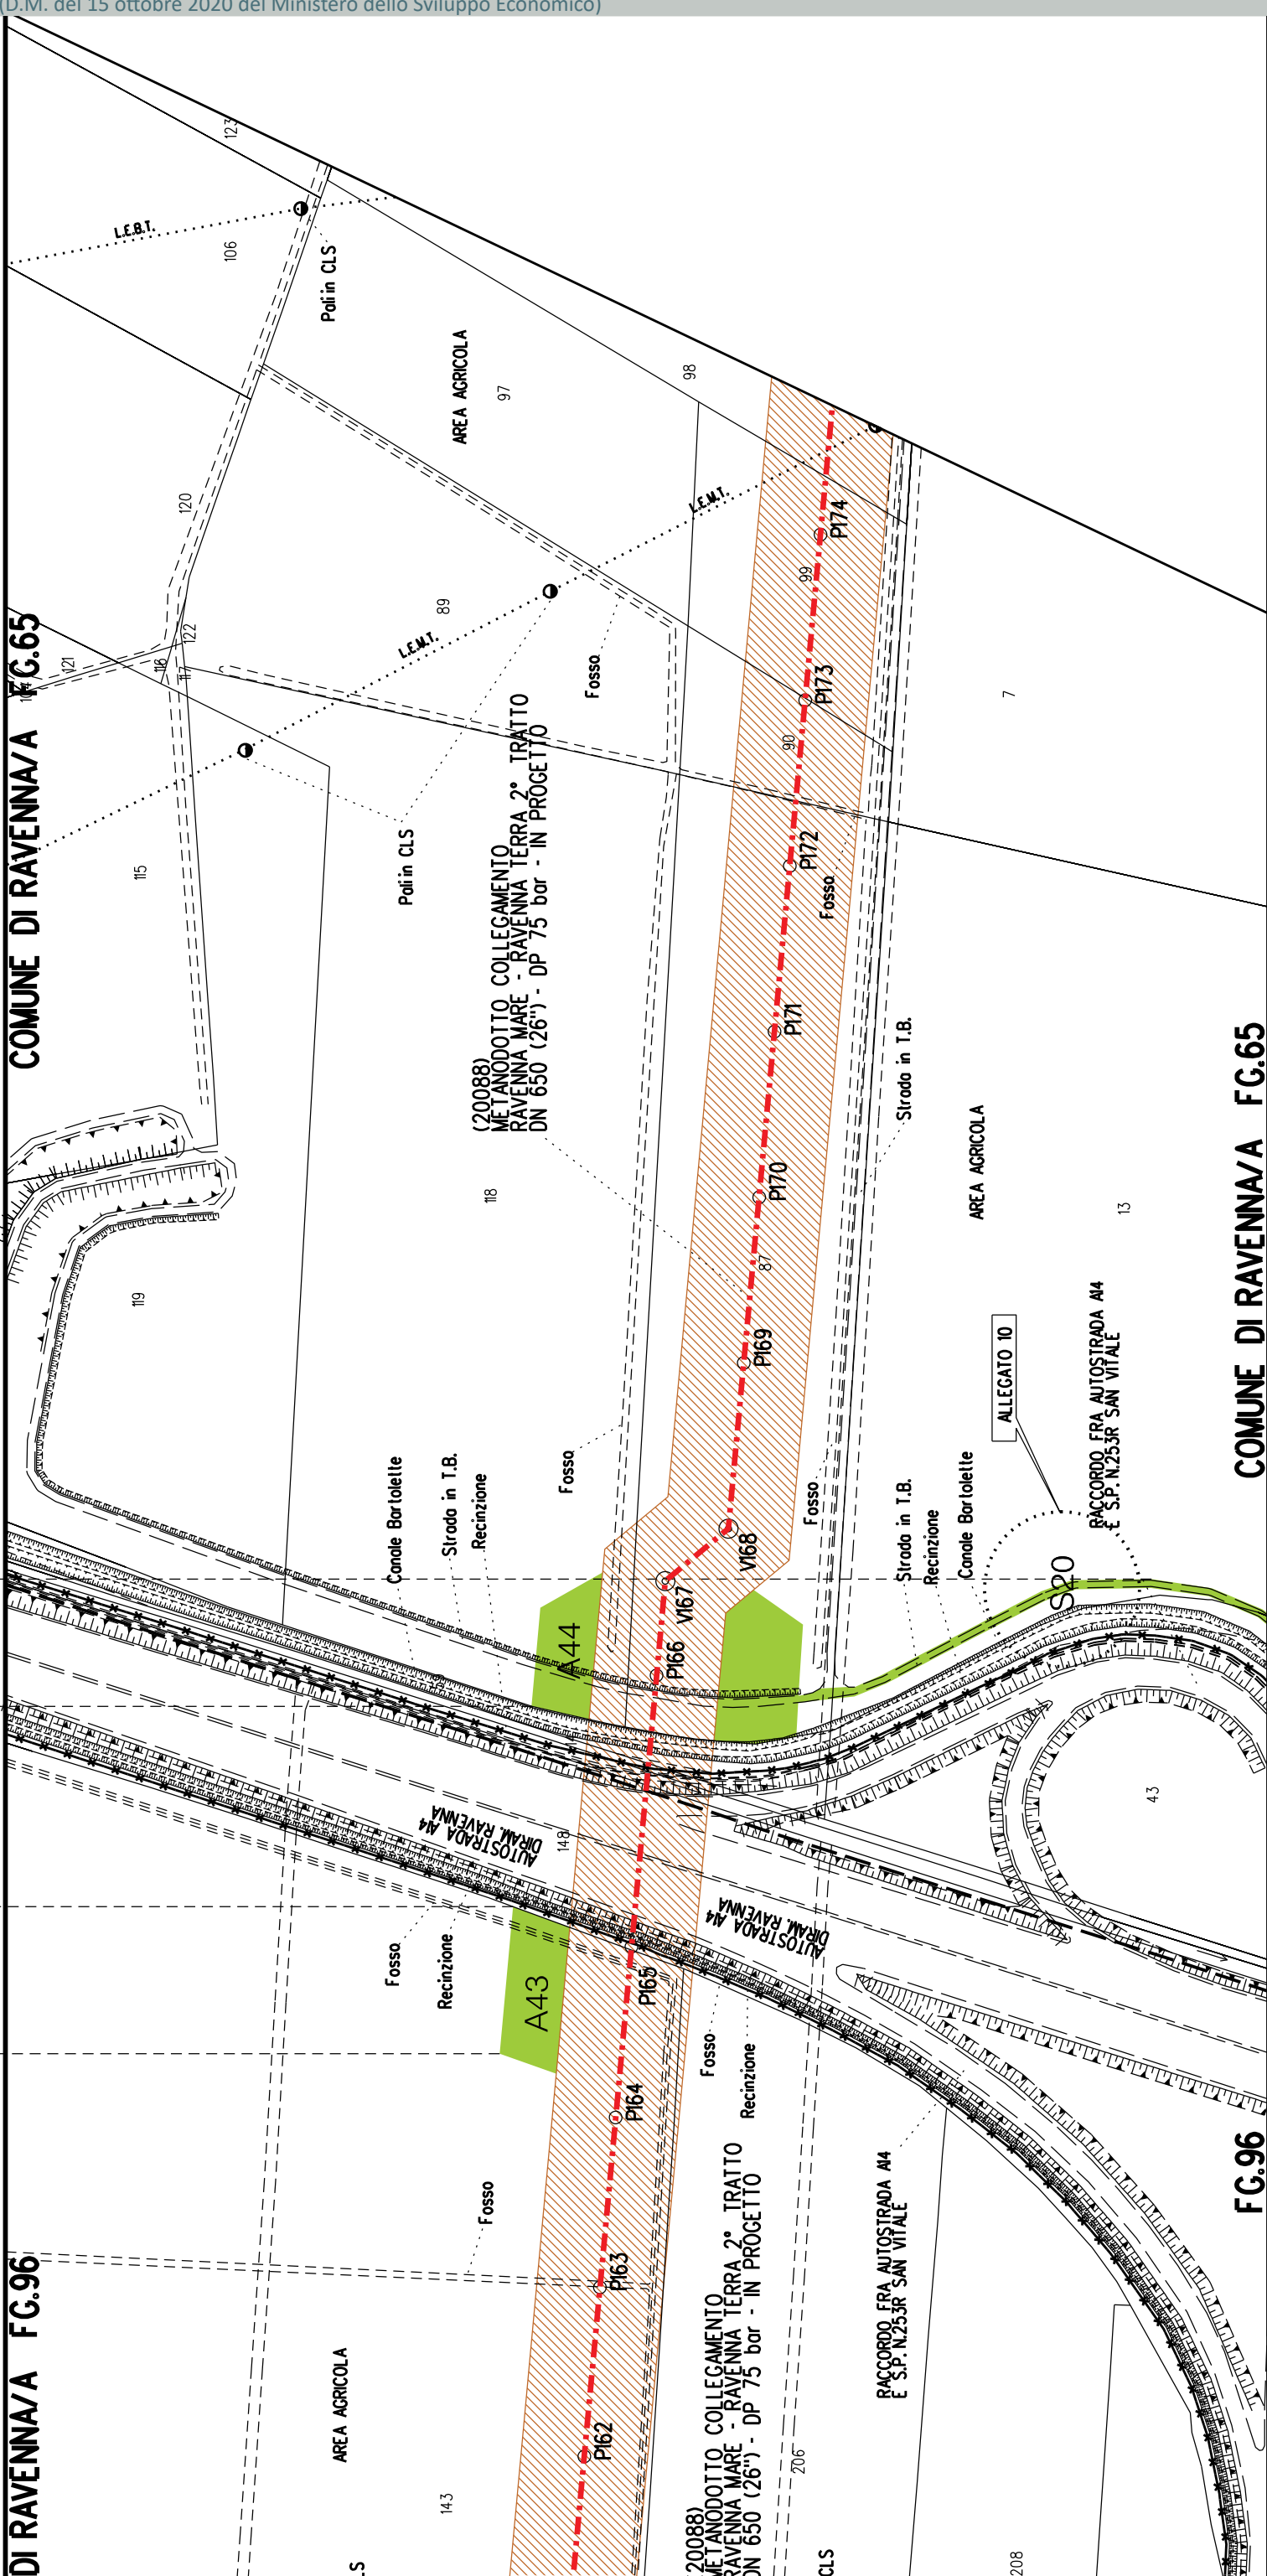 (D.M. del 15 ottobre 2020 del Ministero dello Sviluppo Economico)
123
L.E.B.T.
106
Pali in CLS
AREA AGRICOLA
97
98
120
L.E.M.T.
P174
99
89
122
121
116
117
L.E.M.T.
Fosso
P173
7
COMUNE DI RAVENNA/A FG.65
90
115
Pali in CLS
P172
Fosso
(20088)
METANODOTTO COLLEGAMENTO
RAVENNA MARE - RAVENNA TERRA 2° TRATTO
DN 650 (26") - DP 75 bar - IN PROGETTO
P171
Strada in T.B.
AREA AGRICOLA
118
P170
13
87
119
P169
ALLEGATO 10
RACCORDO FRA AUTOSTRADA A14
E S.P. N.253R SAN VITALE
COMUNE DI RAVENNA/A FG.65
Canale Bartolette
Strada in T.B.
Recinzione
Fosso
Fosso
V168
Strada in T.B.
Recinzione
Canale Bartolette
S20
V167
A44
P166
AUTOSTRADA A14
DIRAM. RAVENNA
148
43
AUTOSTRADA A14
DIRAM. RAVENNA
Fosso
Recinzione
A43
P165
Fosso
Recinzione
P164
Fosso
P163
FG.96
RACCORDO FRA AUTOSTRADA A14
E S.P. N.253R SAN VITALE
DI RAVENNA/A FG.96
AREA AGRICOLA
P162
143
20088)
METANODOTTO COLLEGAMENTO
RAVENNA MARE - RAVENNA TERRA 2° TRATTO
DN 650 (26") - DP 75 bar - IN PROGETTO
206
LS
CLS
208